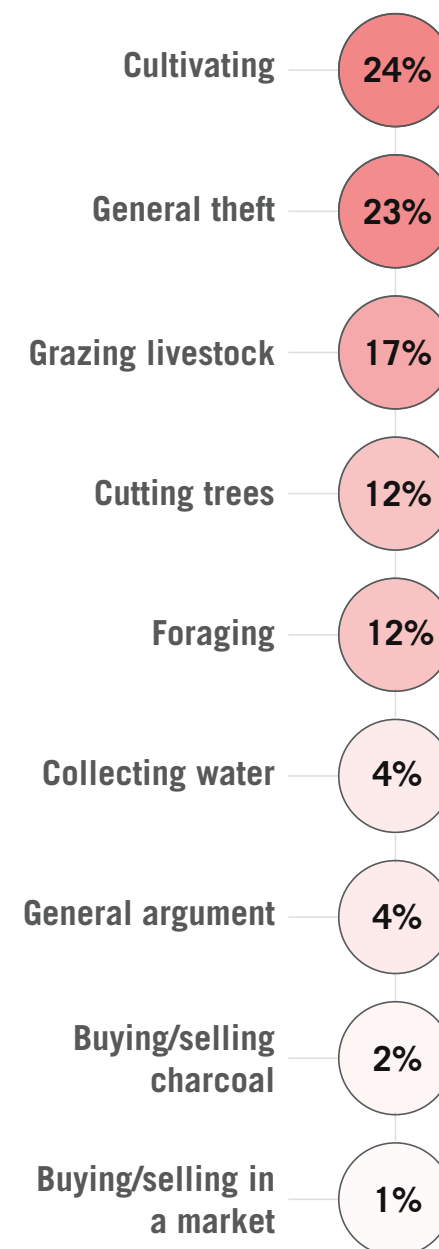 Cultivating 24%
General theft 23%
Grazing livestock 17%
Cutting trees 12%
Foraging 12%
Collecting water 4%
General argument 4%
Buying/selling
charcoal 2%
Buying/selling in
a market 1%